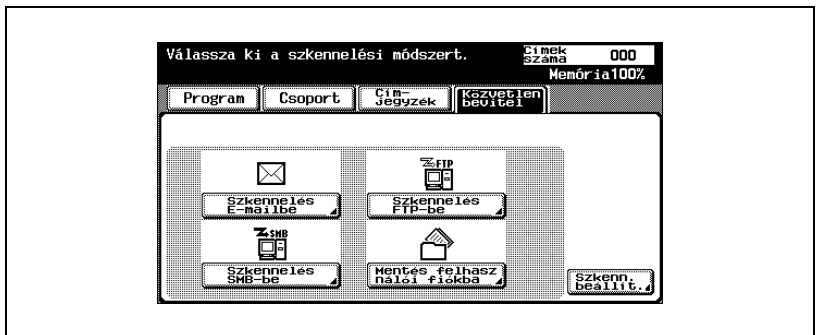 Válassza ki a szkennelési módszert.
Címek száma 000
Memória100%
Program
Csoport
Cím-
jegyzék
Közvetlen
bevitel
FTP
Szkennelés
E-mailbe
Szkennelés
FTP-be
SMB
Szkennelés
SMB-be
Mentés felhasz
nálói fiókba
Szkenn.
beállít.